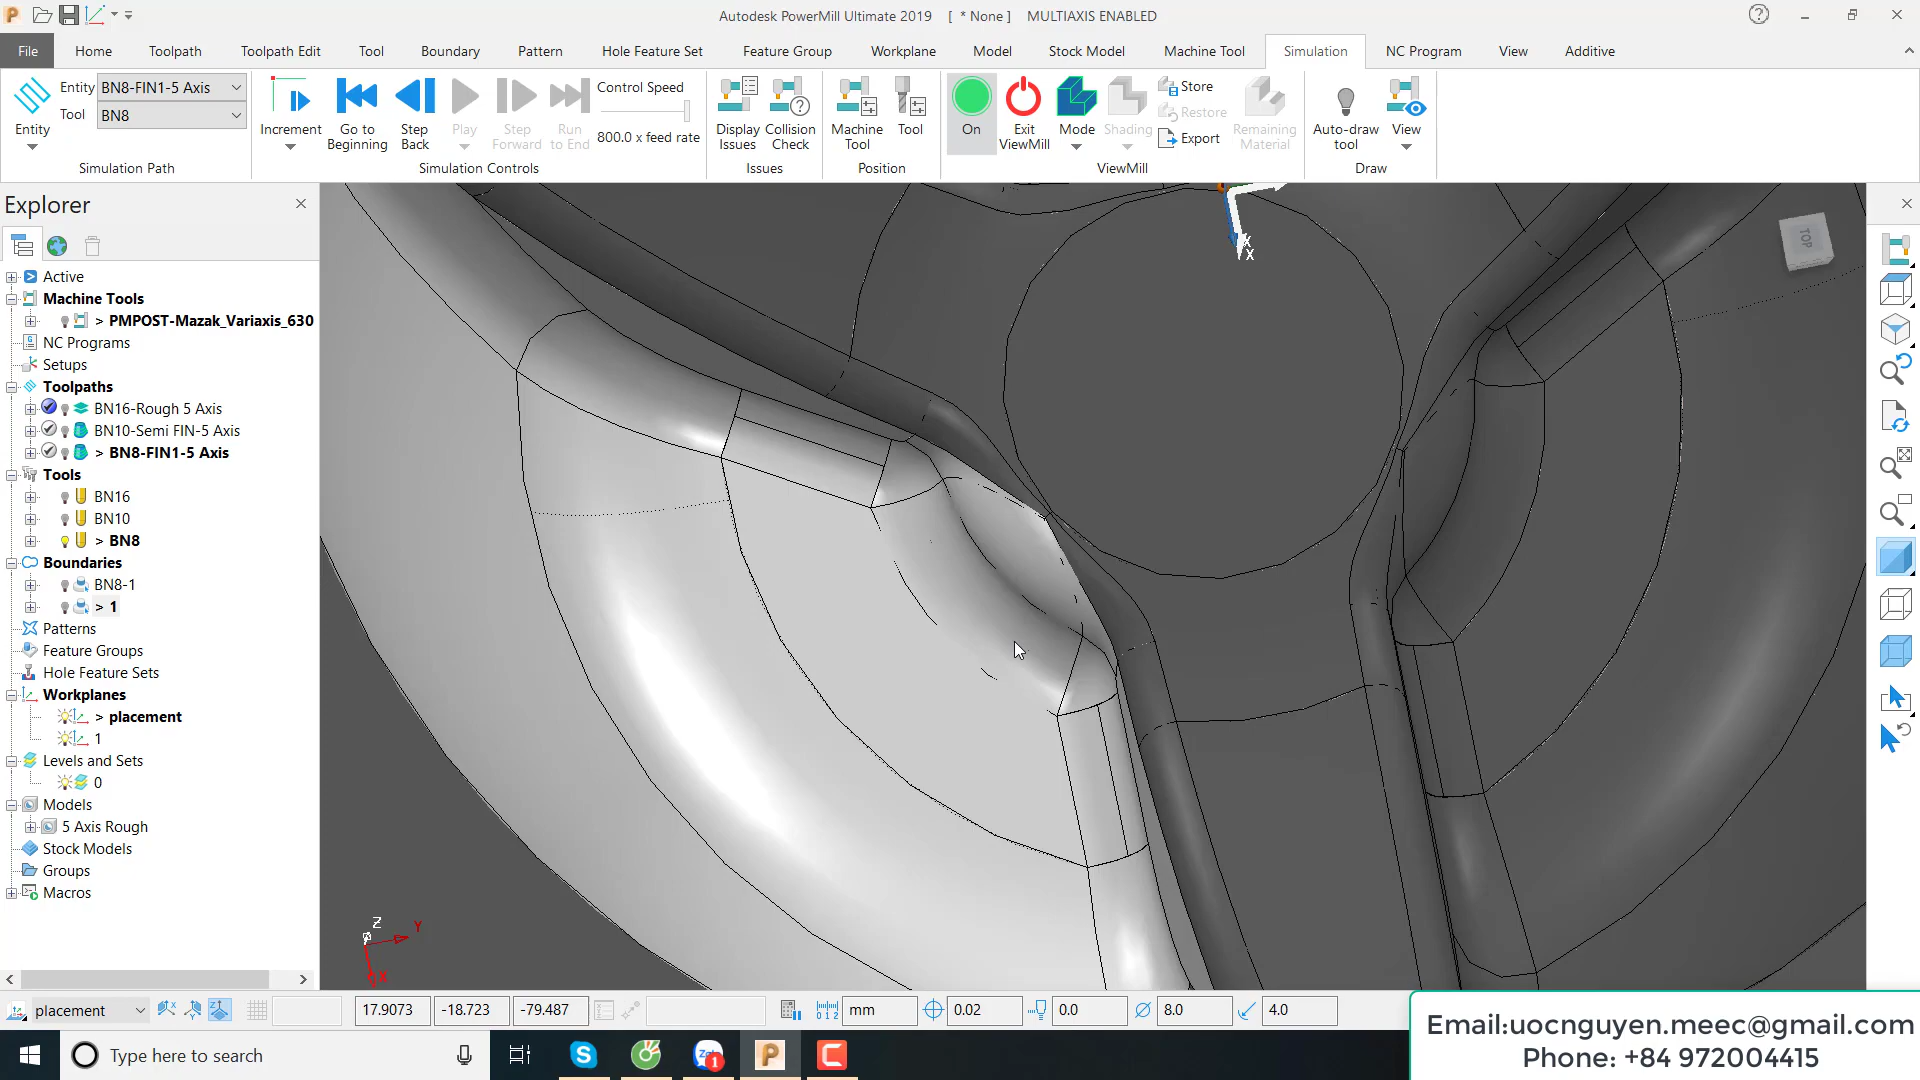 Autodesk PowerMill Ultimate 2019 [ * None ] MULTIAXIS ENABLED
File Home Toolpath Toolpath Edit Tool Boundary Pattern Hole Feature Set Feature Group Workplane Model Stock Model Machine Tool Simulation NC Program View Additive
Entity BN8-FIN1-5 Axis
Tool BN8
Entity
Simulation Path
Increment
Go to Beginning
Step Back
Play
Step Forward
Run to End
Control Speed
800.0 x feed rate
Simulation Controls
Display Issues
Collision Check
Issues
Machine Tool
Tool
Position
On
Exit ViewMill
Mode
Shading
Store
Restore
Export
Remaining Material
ViewMill
Auto-draw tool
View
Draw
Explorer
Active
Machine Tools
> PMPOST-Mazak_Variaxis_630
NC Programs
Setups
Toolpaths
BN16-Rough 5 Axis
BN10-Semi FIN-5 Axis
> BN8-FIN1-5 Axis
Tools
BN16
BN10
> BN8
Boundaries
BN8-1
> 1
Patterns
Feature Groups
Hole Feature Sets
Workplanes
> placement
1
Levels and Sets
0
Models
5 Axis Rough
Stock Models
Groups
Macros
X
X
TOP
Z
Y
X
placement 17.9073 -18.723 -79.487 mm 0.02 0.0 8.0 4.0
Type here to search
1
Email:uocnguyen.meec@gmail.com
Phone: +84 972004415